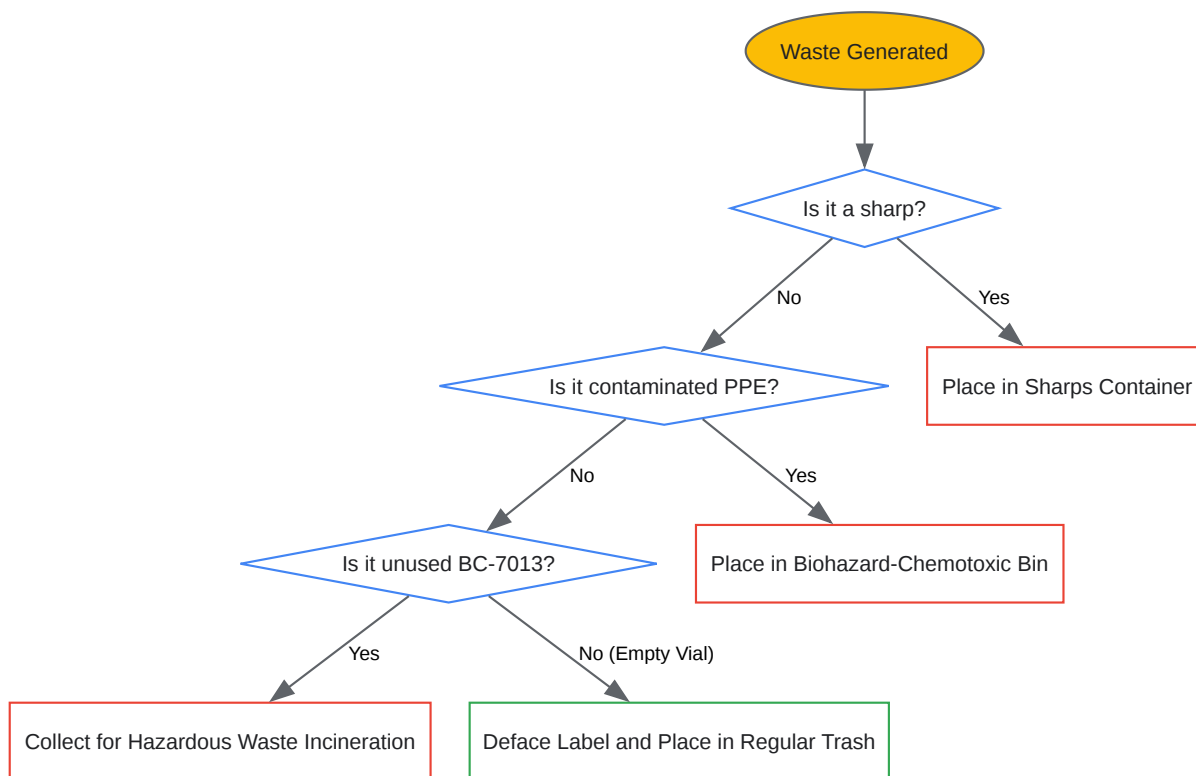 Waste Generated
Is it a sharp?
No
Yes
Is it contaminated PPE?
Place in Sharps Container
No
Yes
Is it unused BC-7013?
Place in Biohazard-Chemotoxic Bin
Yes
No (Empty Vial)
Collect for Hazardous Waste Incineration
Deface Label and Place in Regular Trash